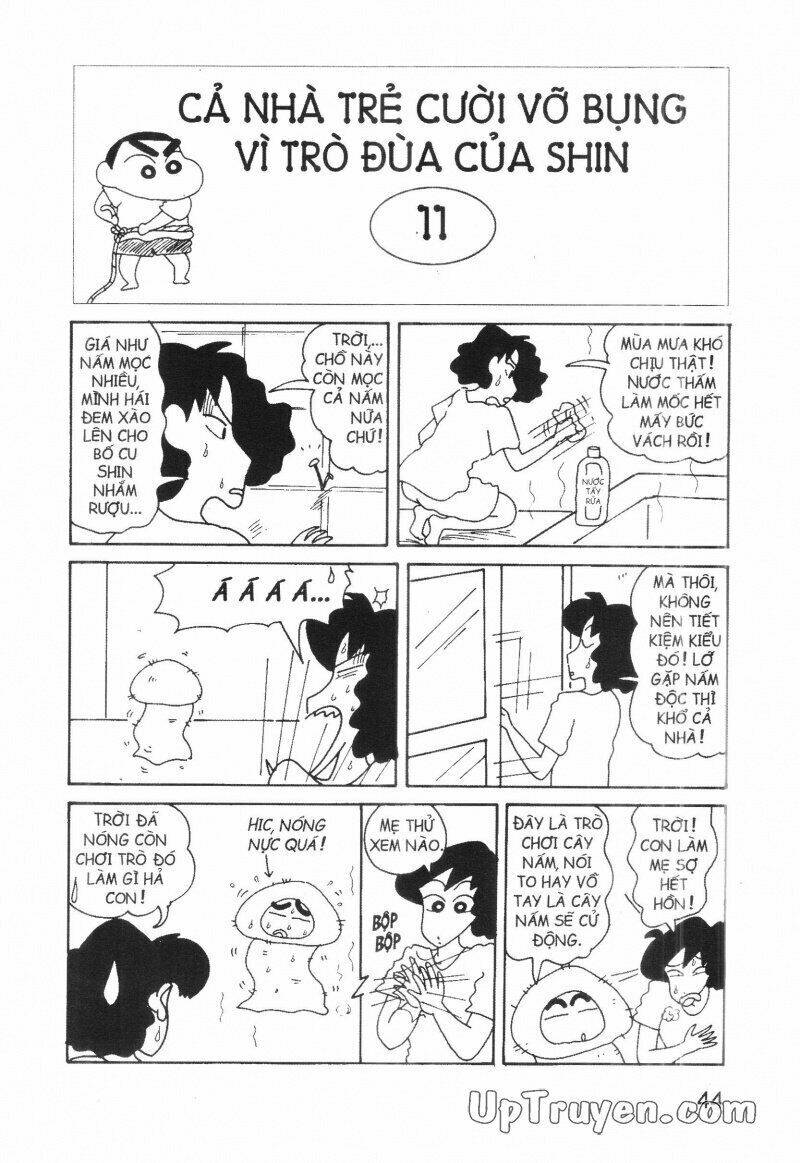 CẢ NHÀ TRẺ CƯỜI VỠ BỤNG
VÌ TRÒ ĐÙA CỦA SHIN
11
MÙA MƯA KHÓ
CHỊU THẬT!
NƯỚC THẤM
LÀM MỐC HẾT
MẤY BỨC
VÁCH RỒI!
NƯỚC
TẨY
RỬA
TRỜI,...
CHỖ NÀY
CÒN MỌC
CẢ NẤM
NỮA
CHỨ!
GIÁ NHƯ
NẤM MỌC
NHIỀU,
MÌNH HÁI
ĐEM XÀO
LÊN CHO
BỐ CU
SHIN
NHẮM
RƯỢU...
MÀ THÔI,
KHÔNG
NÊN TIẾT
KIỆM KIỂU
ĐÓ! LỠ
GẶP NẤM
ĐỘC THÌ
KHỔ CẢ
NHÀ!
Á Á Á Á...
TRỜI!
CON LÀM
MẸ SỢ
HẾT
HỒN!
ĐÂY LÀ TRÒ
CHƠI CÂY
NẤM, NÓI
TO HAY VỖ
TAY LÀ CÂY
NẤM SẼ CỬ
ĐỘNG.
MẸ THỬ
XEM NÀO.
BỘP
BỘP
HIC, NÓNG
NỰC QUÁ!
TRỜI ĐÃ
NÓNG CÒN
CHƠI TRÒ ĐÓ
LÀM GÌ HẢ
CON!
44
UpTruyen.com